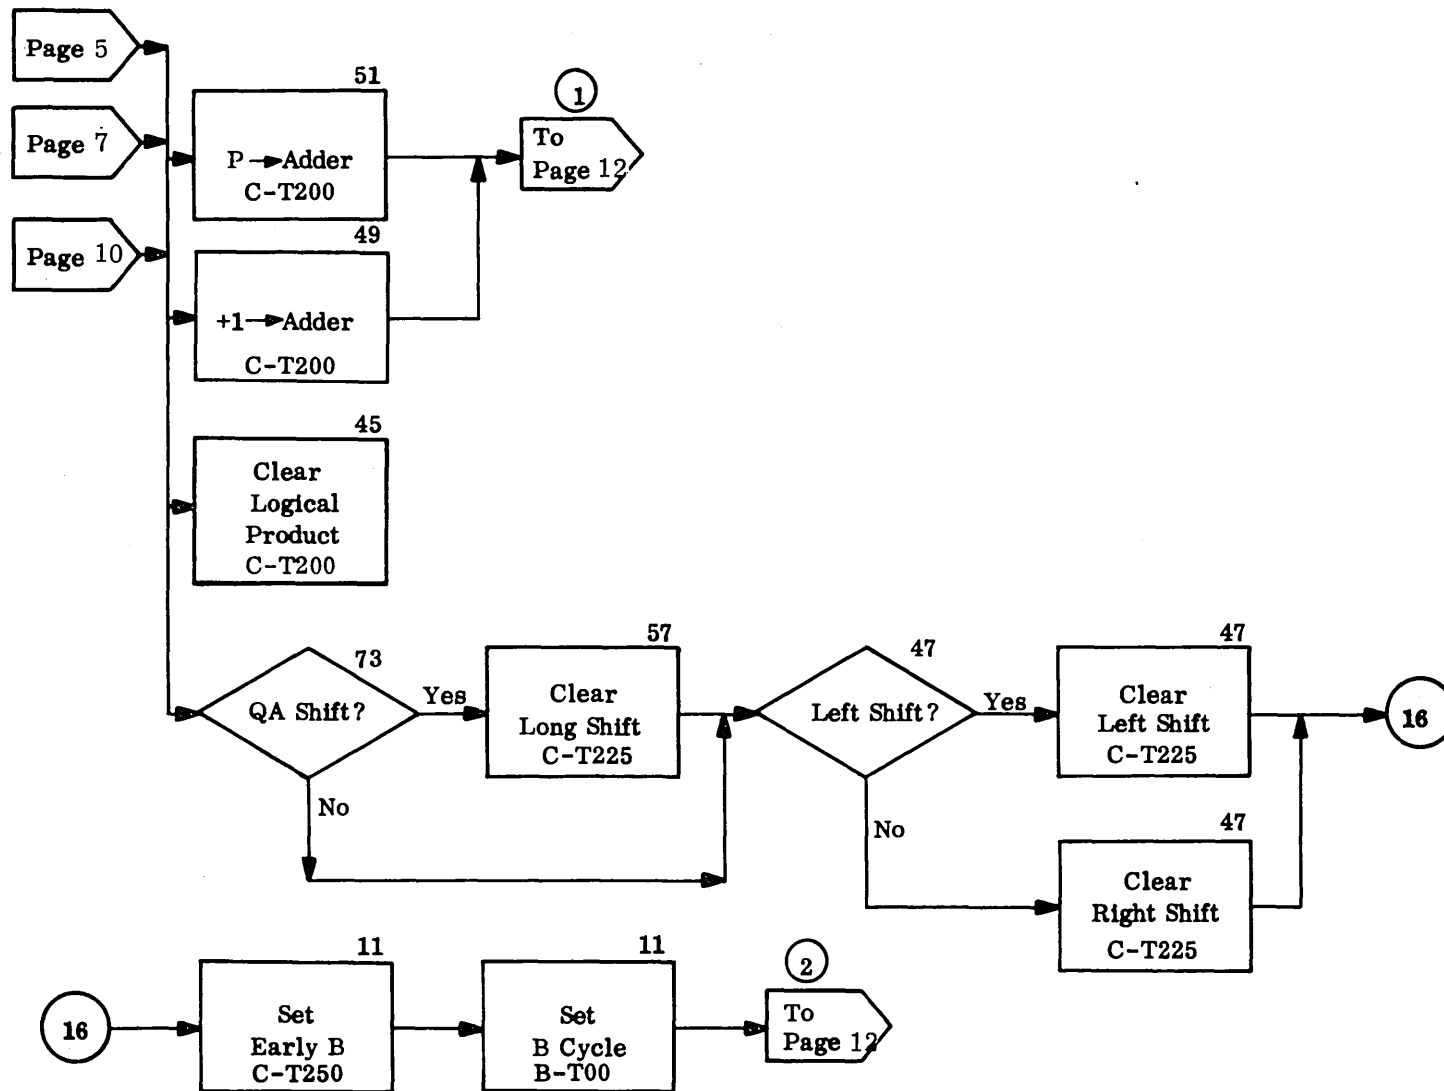 Page 5
51
1
Page 7
P→Adder
C-T200
To
Page 12
Page 10
49
+1→Adder
C-T200
45
Clear
Logical
Product
C-T200
73
QA Shift?
Yes
No
57
Clear
Long Shift
C-T225
47
Left Shift?
Yes
No
47
Clear
Left Shift
C-T225
16
47
Clear
Right Shift
C-T225
16
11
Set
Early B
C-T250
11
Set
B Cycle
B-T00
2
To
Page 12